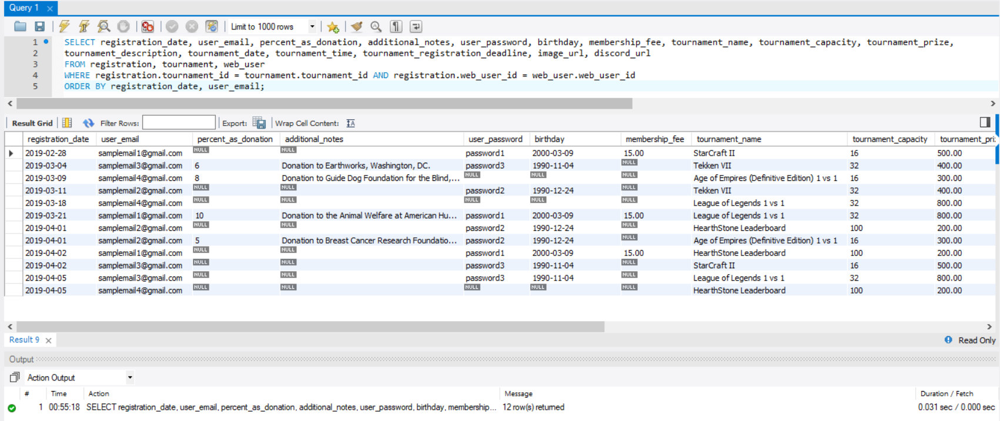 Query 1
Limit to 1000 rows
1 SELECT registration_date, user_email, percent_as_donation, additional_notes, user_password, birthday, membership_fee, tournament_name, tournament_capacity, tournament_prize,
2 tournament_description, tournament_date, tournament_time, tournament_registration_deadline, image_url, discord_url
3 FROM registration, tournament, web_user
4 WHERE registration.tournament_id = tournament.tournament_id AND registration.web_user_id = web_user.web_user_id
5 ORDER BY registration_date, user_email;
Result Grid Filter Rows: Export: Wrap Cell Content: IA
registration_date user_email percent_as_donation additional_notes user_password birthday membership_fee tournament_name tournament_capacity tournament_pri
2019-02-28 samplemail1@gmail.com NULL NULL password1 2000-03-09 15.00 StarCraft II 16 500.00
2019-03-04 samplemail3@gmail.com 6 Donation to Earthworks, Washington, DC. password3 1990-11-04 NULL Tekken VII 32 400.00
2019-03-09 samplemail4@gmail.com 8 Donation to Guide Dog Foundation for the Blind,... NULL NULL NULL Age of Empires (Definitive Edition) 1 vs 1 16 300.00
2019-03-11 samplemail2@gmail.com NULL NULL password2 1990-12-24 NULL Tekken VII 32 400.00
2019-03-18 samplemail4@gmail.com NULL NULL NULL NULL NULL League of Legends 1 vs 1 32 800.00
2019-03-21 samplemail1@gmail.com 10 Donation to the Animal Welfare at American Hu... password1 2000-03-09 15.00 League of Legends 1 vs 1 32 800.00
2019-04-01 samplemail2@gmail.com NULL NULL password2 1990-12-24 NULL HearthStone Leaderboard 100 200.00
2019-04-01 samplemail2@gmail.com 5 Donation to Breast Cancer Research Foundatio... password2 1990-12-24 NULL Age of Empires (Definitive Edition) 1 vs 1 16 300.00
2019-04-02 samplemail1@gmail.com NULL NULL password1 2000-03-09 15.00 HearthStone Leaderboard 100 200.00
2019-04-02 samplemail3@gmail.com NULL NULL password3 1990-11-04 NULL StarCraft II 16 500.00
2019-04-05 samplemail3@gmail.com NULL NULL password3 1990-11-04 NULL League of Legends 1 vs 1 32 800.00
2019-04-05 samplemail4@gmail.com NULL NULL NULL NULL NULL HearthStone Leaderboard 100 200.00
Result 9 Read Only
Output
Action Output
# Time Action Message Duration / Fetch
1 00:55:18 SELECT registration_date, user_email, percent_as_donation, additional_notes, user_password, birthday, membership... 12 row(s) returned 0.031 sec / 0.000 sec